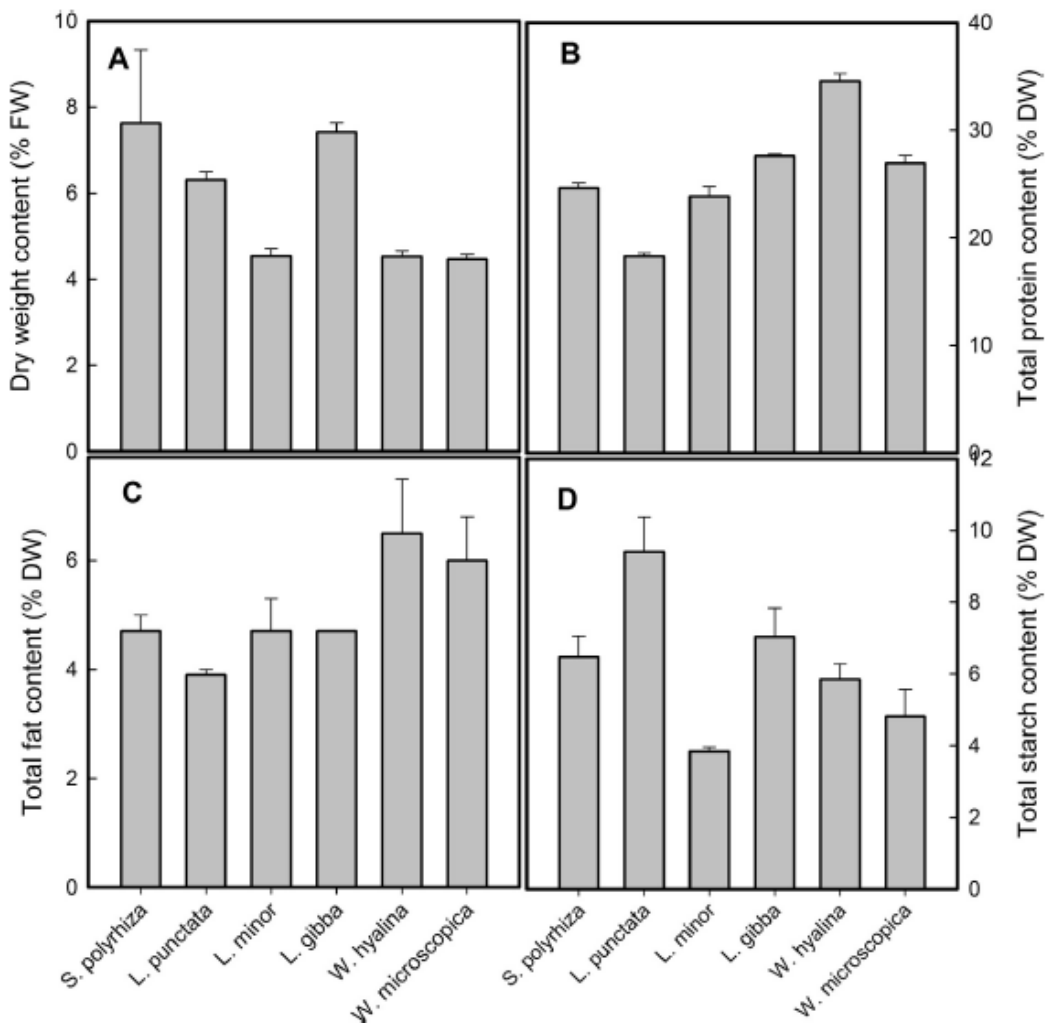 A
Dry weight content (% FW)
10
8
6
4
2
0
B
Total protein content (% DW)
40
30
20
10
0
C
Total fat content (% DW)
6
4
2
0
S. polyrhiza
L. punctata
L. minor
L. gibba
W. hyalina
W. microscopica
D
Total starch content (% DW)
12
10
8
6
4
2
0
S. polyrhiza
L. punctata
L. minor
L. gibba
W. hyalina
W. microscopica